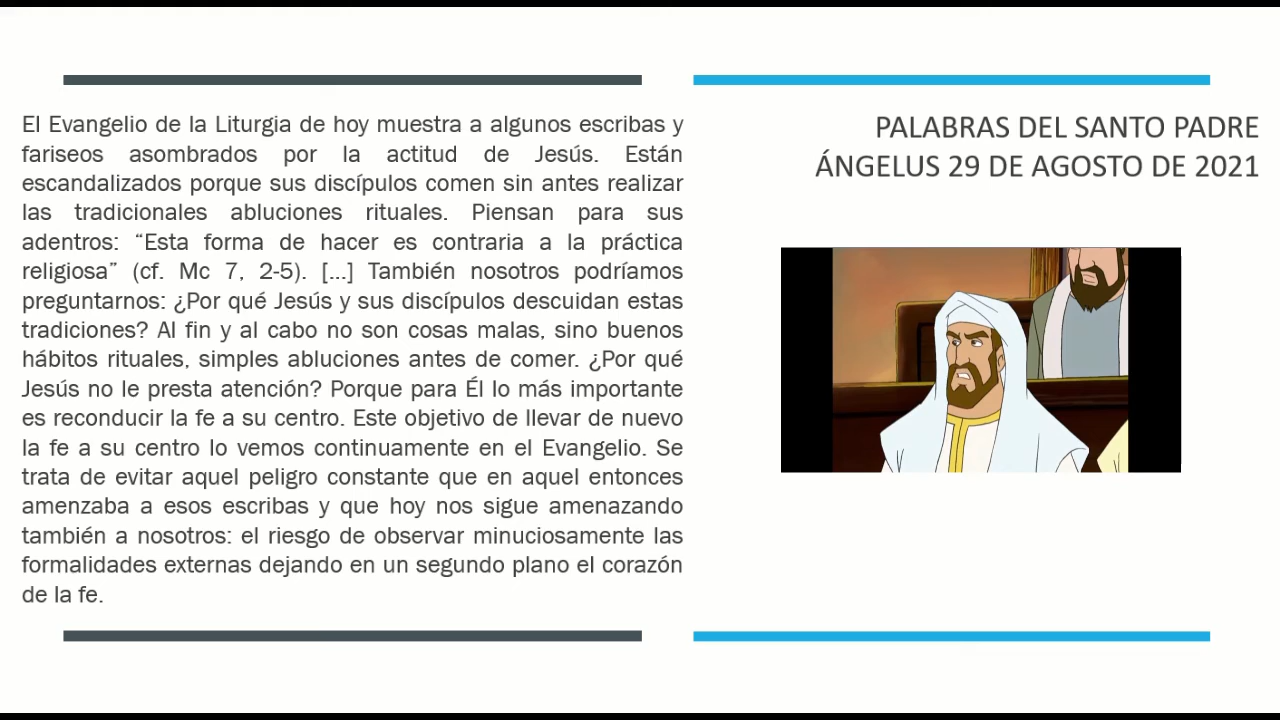 El Evangelio de la Liturgia de hoy muestra a algunos escribas y
fariseos asombrados por la actitud de Jesús. Están
escandalizados porque sus discípulos comen sin antes realizar
las tradicionales abluciones rituales. Piensan para sus
adentros: “Esta forma de hacer es contraria a la práctica
religiosa” (cf. Mc 7, 2-5). [...] También nosotros podríamos
preguntarnos: ¿Por qué Jesús y sus discípulos descuidan estas
tradiciones? Al fin y al cabo no son cosas malas, sino buenos
hábitos rituales, simples abluciones antes de comer. ¿Por qué
Jesús no le presta atención? Porque para Él lo más importante
es reconducir la fe a su centro. Este objetivo de llevar de nuevo
la fe a su centro lo vemos continuamente en el Evangelio. Se
trata de evitar aquel peligro constante que en aquel entonces
amenzaba a esos escribas y que hoy nos sigue amenazando
también a nosotros: el riesgo de observar minuciosamente las
formalidades externas dejando en un segundo plano el corazón
de la fe.
PALABRAS DEL SANTO PADRE
ÁNGELUS 29 DE AGOSTO DE 2021